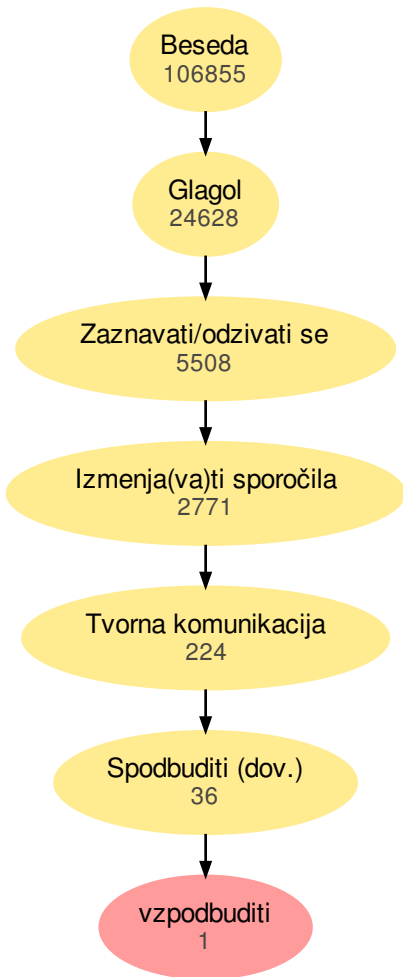 Beseda
106855
Glagol
24628
Zaznavati/odzivati se
5508
Izmenja(va)ti sporočila
2771
Tvorna komunikacija
224
Spodbuditi (dov.)
36
vzpodbuditi
1